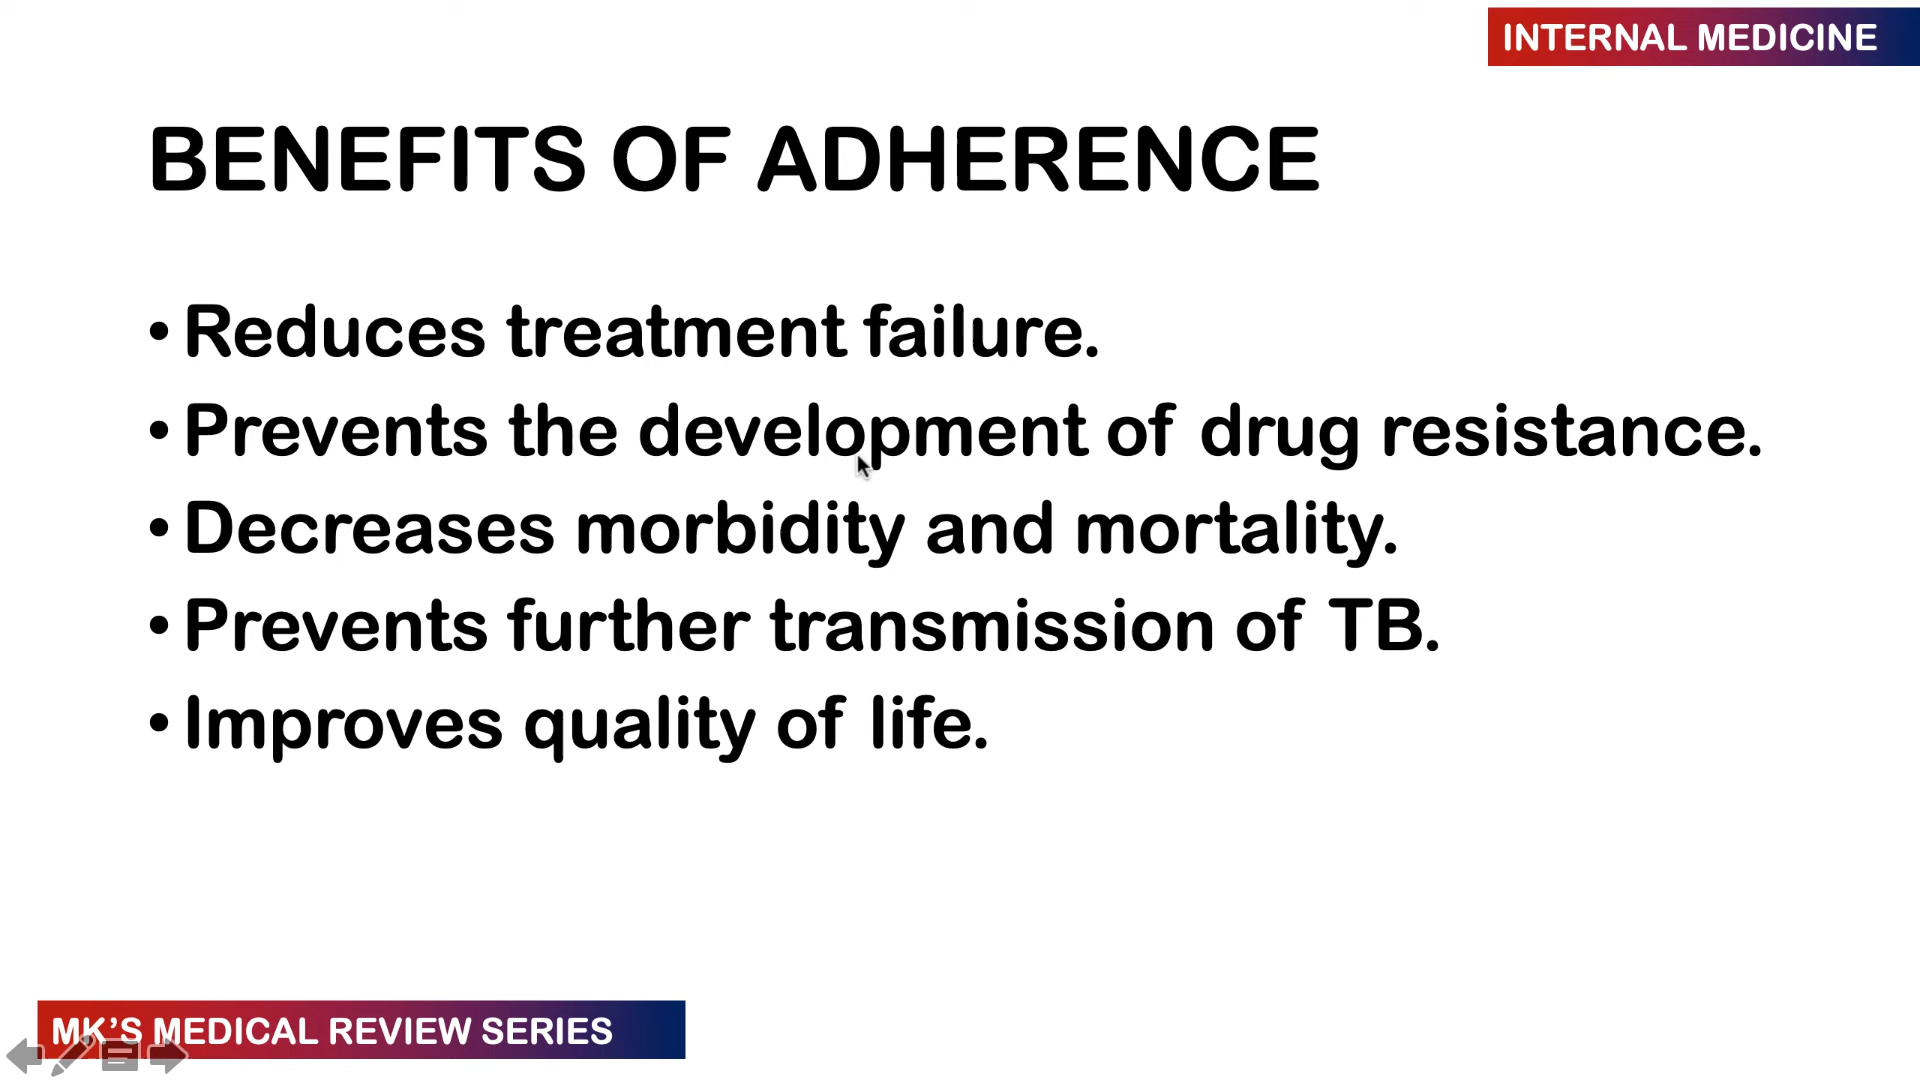 INTERNAL MEDICINE
BENEFITS OF ADHERENCE
• Reduces treatment failure.
• Prevents the development of drug resistance.
• Decreases morbidity and mortality.
• Prevents further transmission of TB.
• Improves quality of life.
MK’S MEDICAL REVIEW SERIES